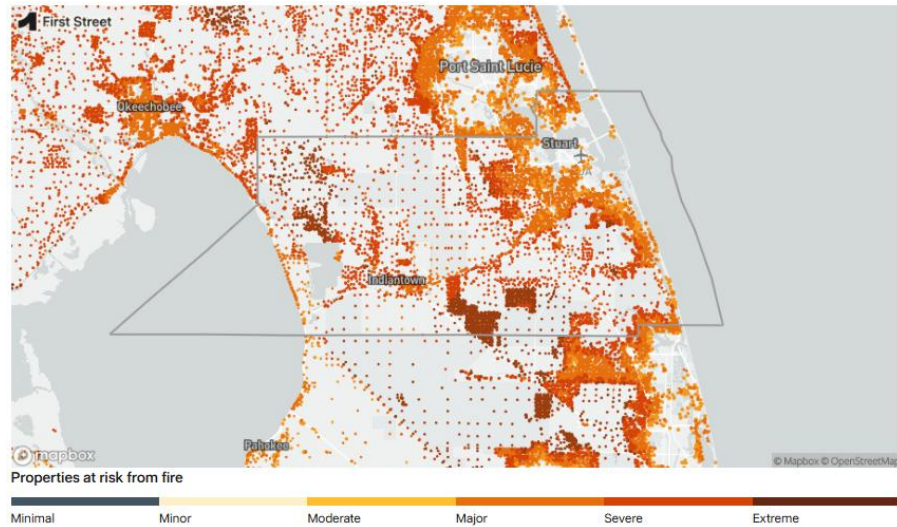 First Street
Port Saint Lucie
Okeechobee
Stuart
Indiantown
Pahokee
mapbox
© Mapbox © OpenStreetMap
Properties at risk from fire
Minimal
Minor
Moderate
Major
Severe
Extreme